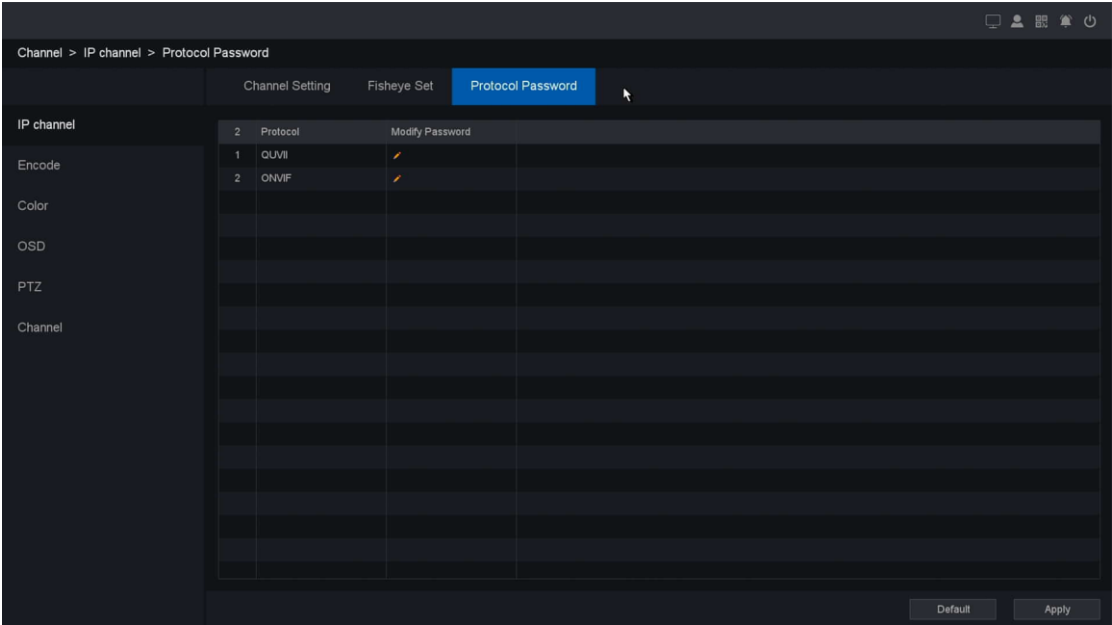 Channel > IP channel > Protocol Password
Channel Setting Fisheye Set Protocol Password
IP channel
Encode
Color
OSD
PTZ
Channel
2 Protocol Modify Password
1 QUVII
2 ONVIF
Default Apply